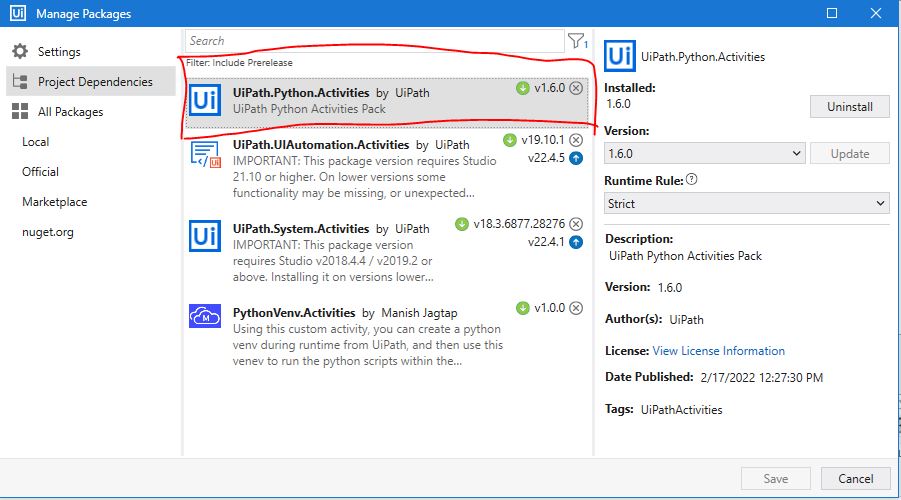 Ui Manage Packages
Settings
Project Dependencies
All Packages
Local
Official
Marketplace
nuget.org
Search
1
Filter: Include Prerelease
Ui UiPath.Python.Activities by UiPath v1.6.0
UiPath Python Activities Pack
Ui UiPath.UIAutomation.Activities by UiPath v19.10.1
v22.4.5
IMPORTANT: This package version requires Studio
21.10 or higher. On lower versions some
functionality may be missing, or unexpected...
Ui UiPath.System.Activities by UiPath v18.3.6877.28276
v22.4.1
IMPORTANT: This package version
requires Studio v2018.4.4 / v2019.2 or
above. Installing it on versions lower...
M PythonVenv.Activities by Manish Jagtap v1.0.0
Using this custom activity, you can create a python
venv during runtime from UiPath, and then use this
venev to run the python scripts within the...
Ui UiPath.Python.Activities
Installed:
1.6.0
Uninstall
Version:
1.6.0
Update
Runtime Rule: ?
Strict
Description:
UiPath Python Activities Pack
Version: 1.6.0
Author(s): UiPath
License: View License Information
Date Published: 2/17/2022 12:27:30 PM
Tags: UiPathActivities
Save
Cancel